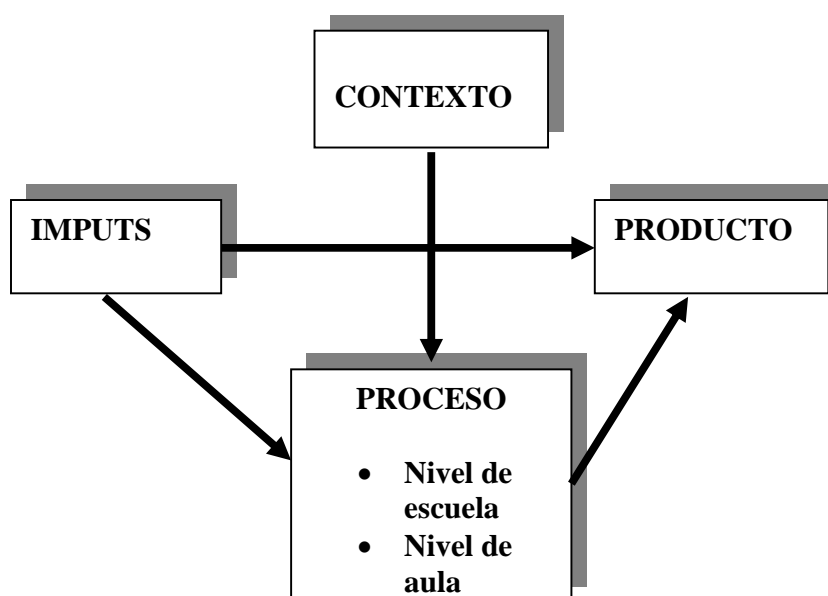 CONTEXTO
IMPUTS
PRODUCTO
PROCESO
• Nivel de
escuela
• Nivel de
aula